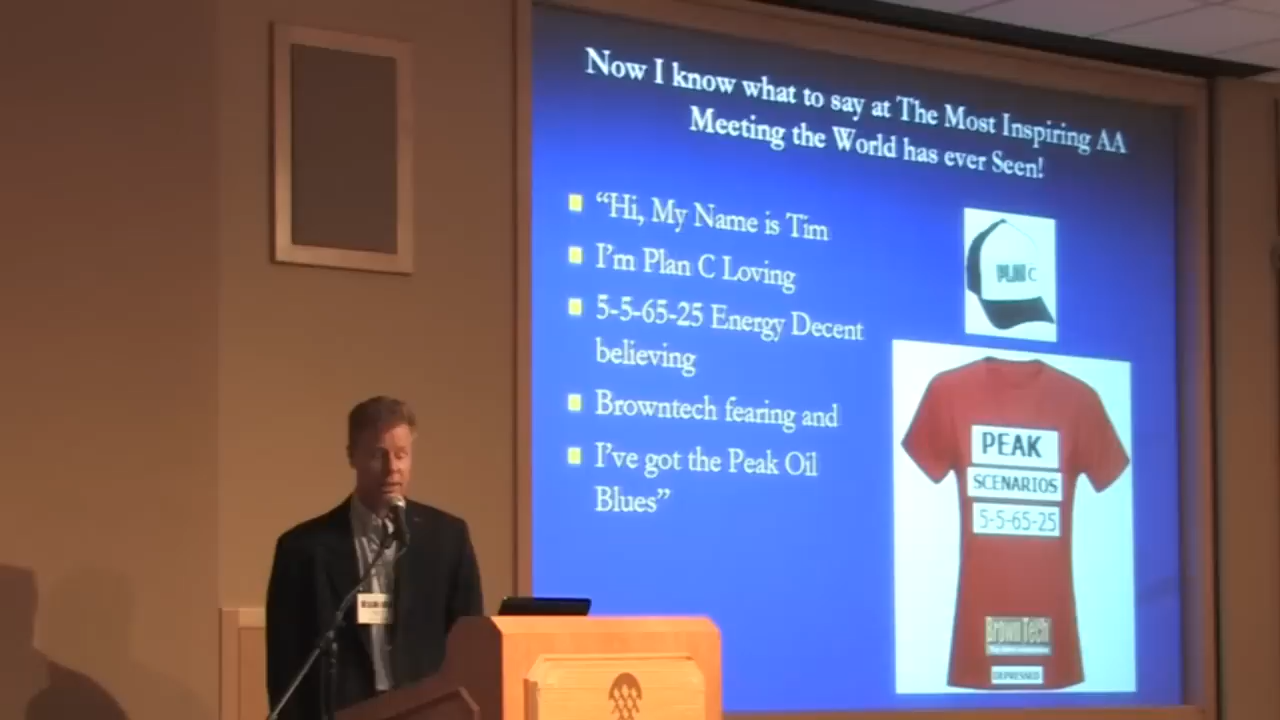 Now I know what to say at The Most Inspiring AA
Meeting the World has ever Seen!
“Hi, My Name is Tim
I’m Plan C Loving
5-5-65-25 Energy Decent
believing
Browntech fearing and
I’ve got the Peak Oil
Blues”
PLAN C
PEAK
SCENARIOS
5-5-65-25
BrownTech
DEPRESSED